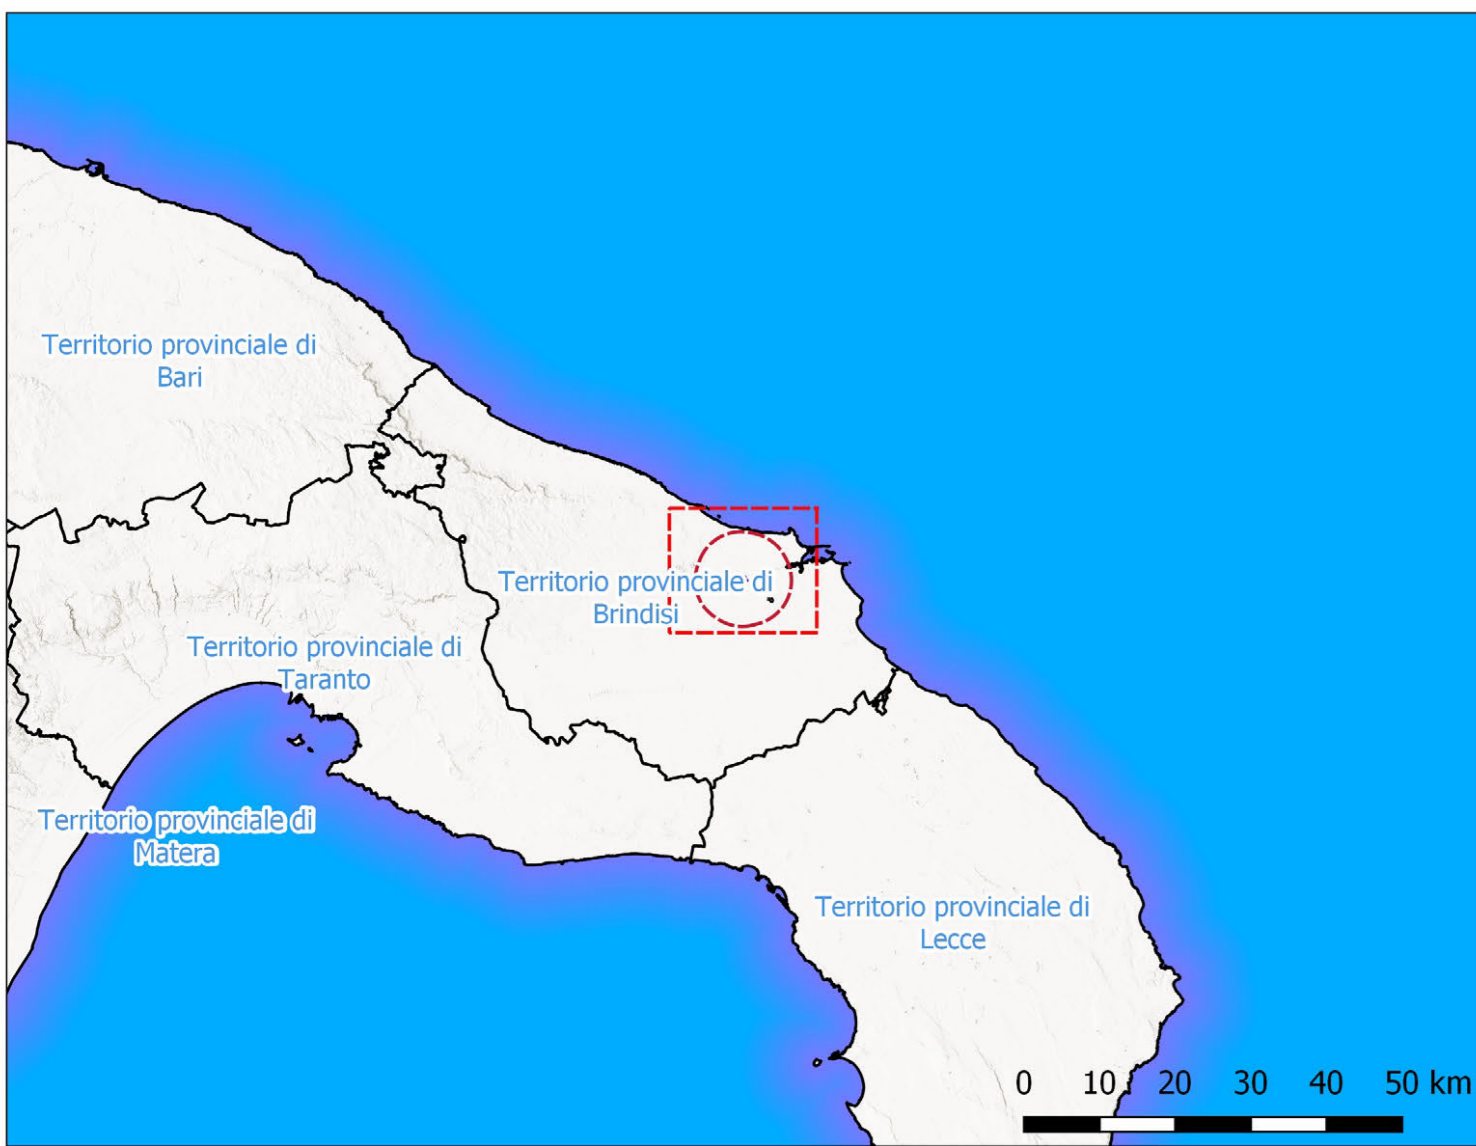 Territorio provinciale di
Bari
Territorio provinciale di
Brindisi
Territorio provinciale di
Taranto
Territorio provinciale di
Matera
Territorio provinciale di
Lecce
0 10 20 30 40 50 km